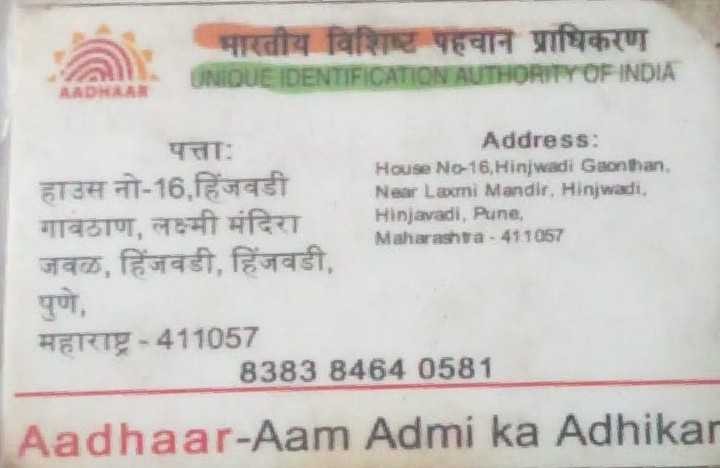 भारतीय विशिष्ट पहचान प्राधिकरण
UNIQUE IDENTIFICATION AUTHORITY OF INDIA
AADHAAR
पत्ता:
हाउस नो-16,हिंजवडी
गावठाण, लक्ष्मी मंदिरा
जवळ, हिंजवडी, हिंजवडी,
पुणे,
महाराष्ट्र - 411057
Address:
House No-16,Hinjwadi Gaonthan,
Near Laxmi Mandir, Hinjwadi,
Hinjavadi, Pune,
Maharashtra - 411057
8383 8464 0581
Aadhaar-Aam Admi ka Adhikar